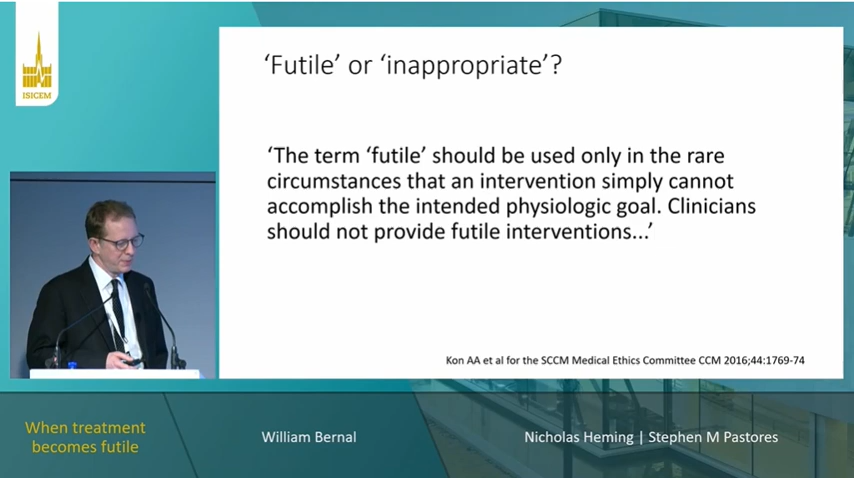 ISICEM
‘Futile’ or ‘inappropriate’?
‘The term ‘futile’ should be used only in the rare
circumstances that an intervention simply cannot
accomplish the intended physiologic goal. Clinicians
should not provide futile interventions...’
Kon AA et al for the SCCM Medical Ethics Committee CCM 2016;44:1769-74
When treatment
becomes futile
William Bernal
Nicholas Heming | Stephen M Pastores